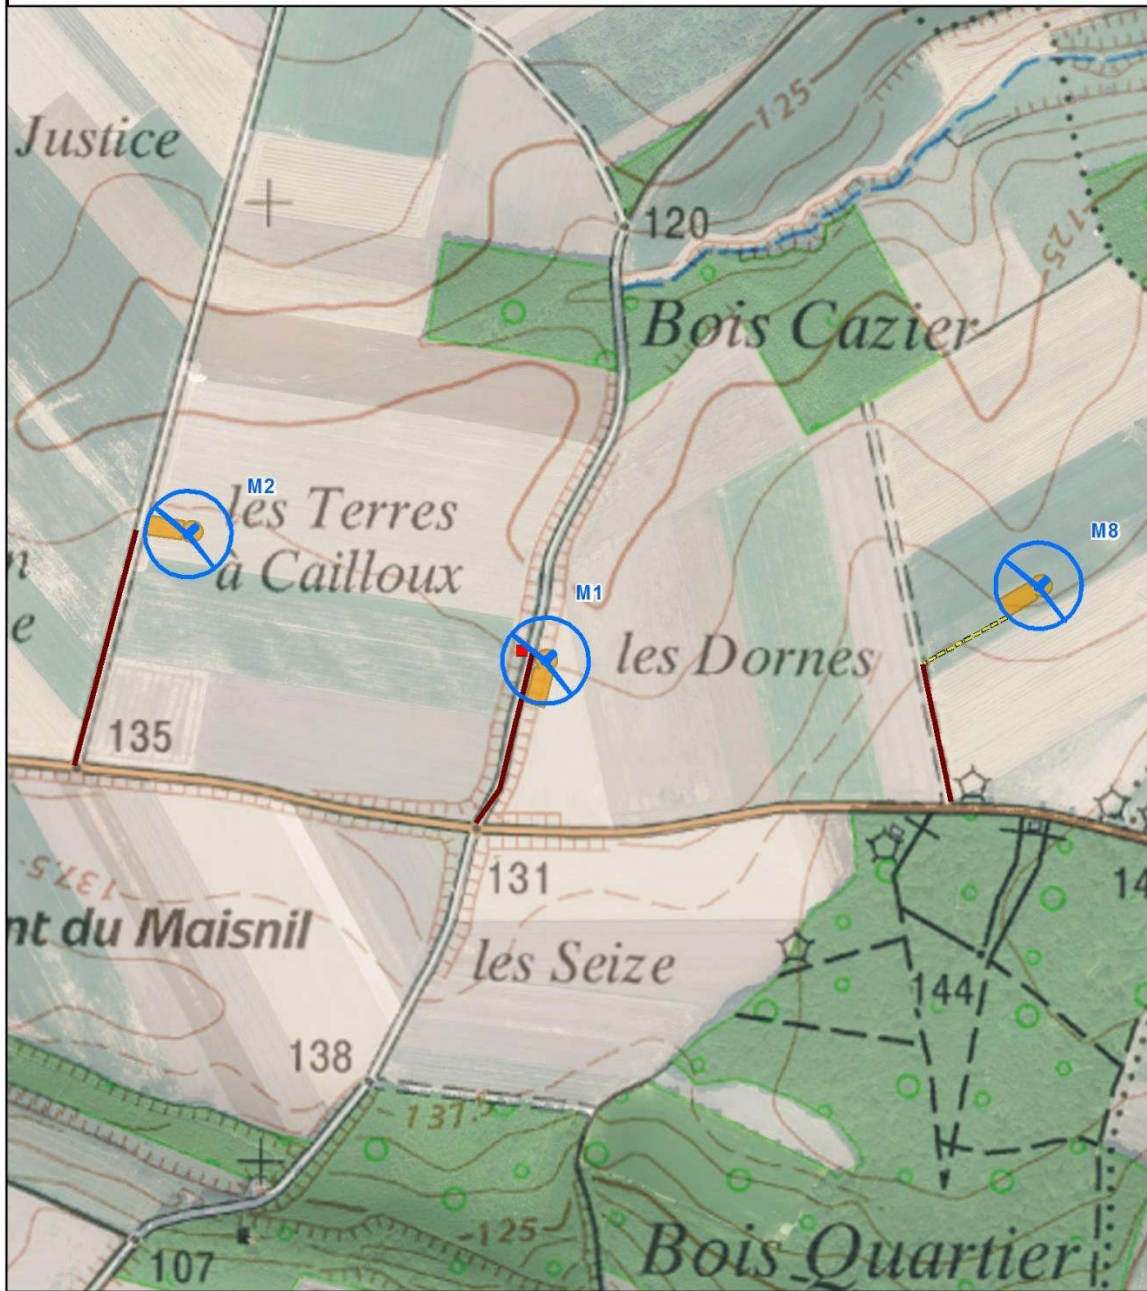 Justice
125
120
125
Bois Cazier
M2
les Terres
à Cailloux
n
e
M8
M1
les Dornes
135
131
137.5
nt du Maisnil
les Seize
14
144
138
137.5
125
Bois Quartier
107